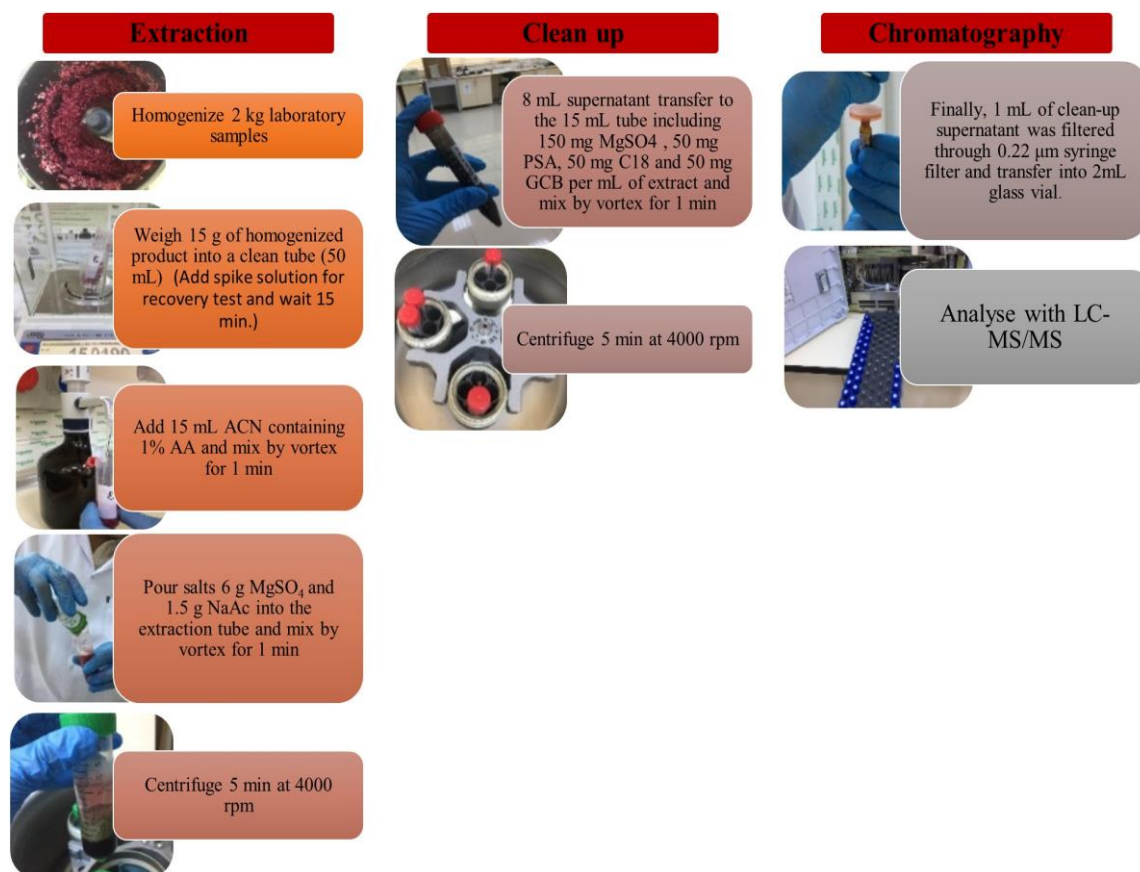 Extraction
Homogenize 2 kg laboratory
samples
Weigh 15 g of homogenized
product into a clean tube (50
mL) (Add spike solution for
recovery test and wait 15
min.)
Add 15 mL ACN containing
1% AA and mix by vortex
for 1 min
Pour salts 6 g MgSO₄ and
1.5 g NaAc into the
extraction tube and mix by
vortex for 1 min
Centrifuge 5 min at 4000
rpm
Clean up
8 mL supernatant transfer to
the 15 mL tube including
150 mg MgSO4 , 50 mg
PSA, 50 mg C18 and 50 mg
GCB per mL of extract and
mix by vortex for 1 min
Centrifuge 5 min at 4000 rpm
Chromatography
Finally, 1 mL of clean-up
supernatant was filtered
through 0.22 μm syringe
filter and transfer into 2mL
glass vial.
Analyse with LC-
MS/MS